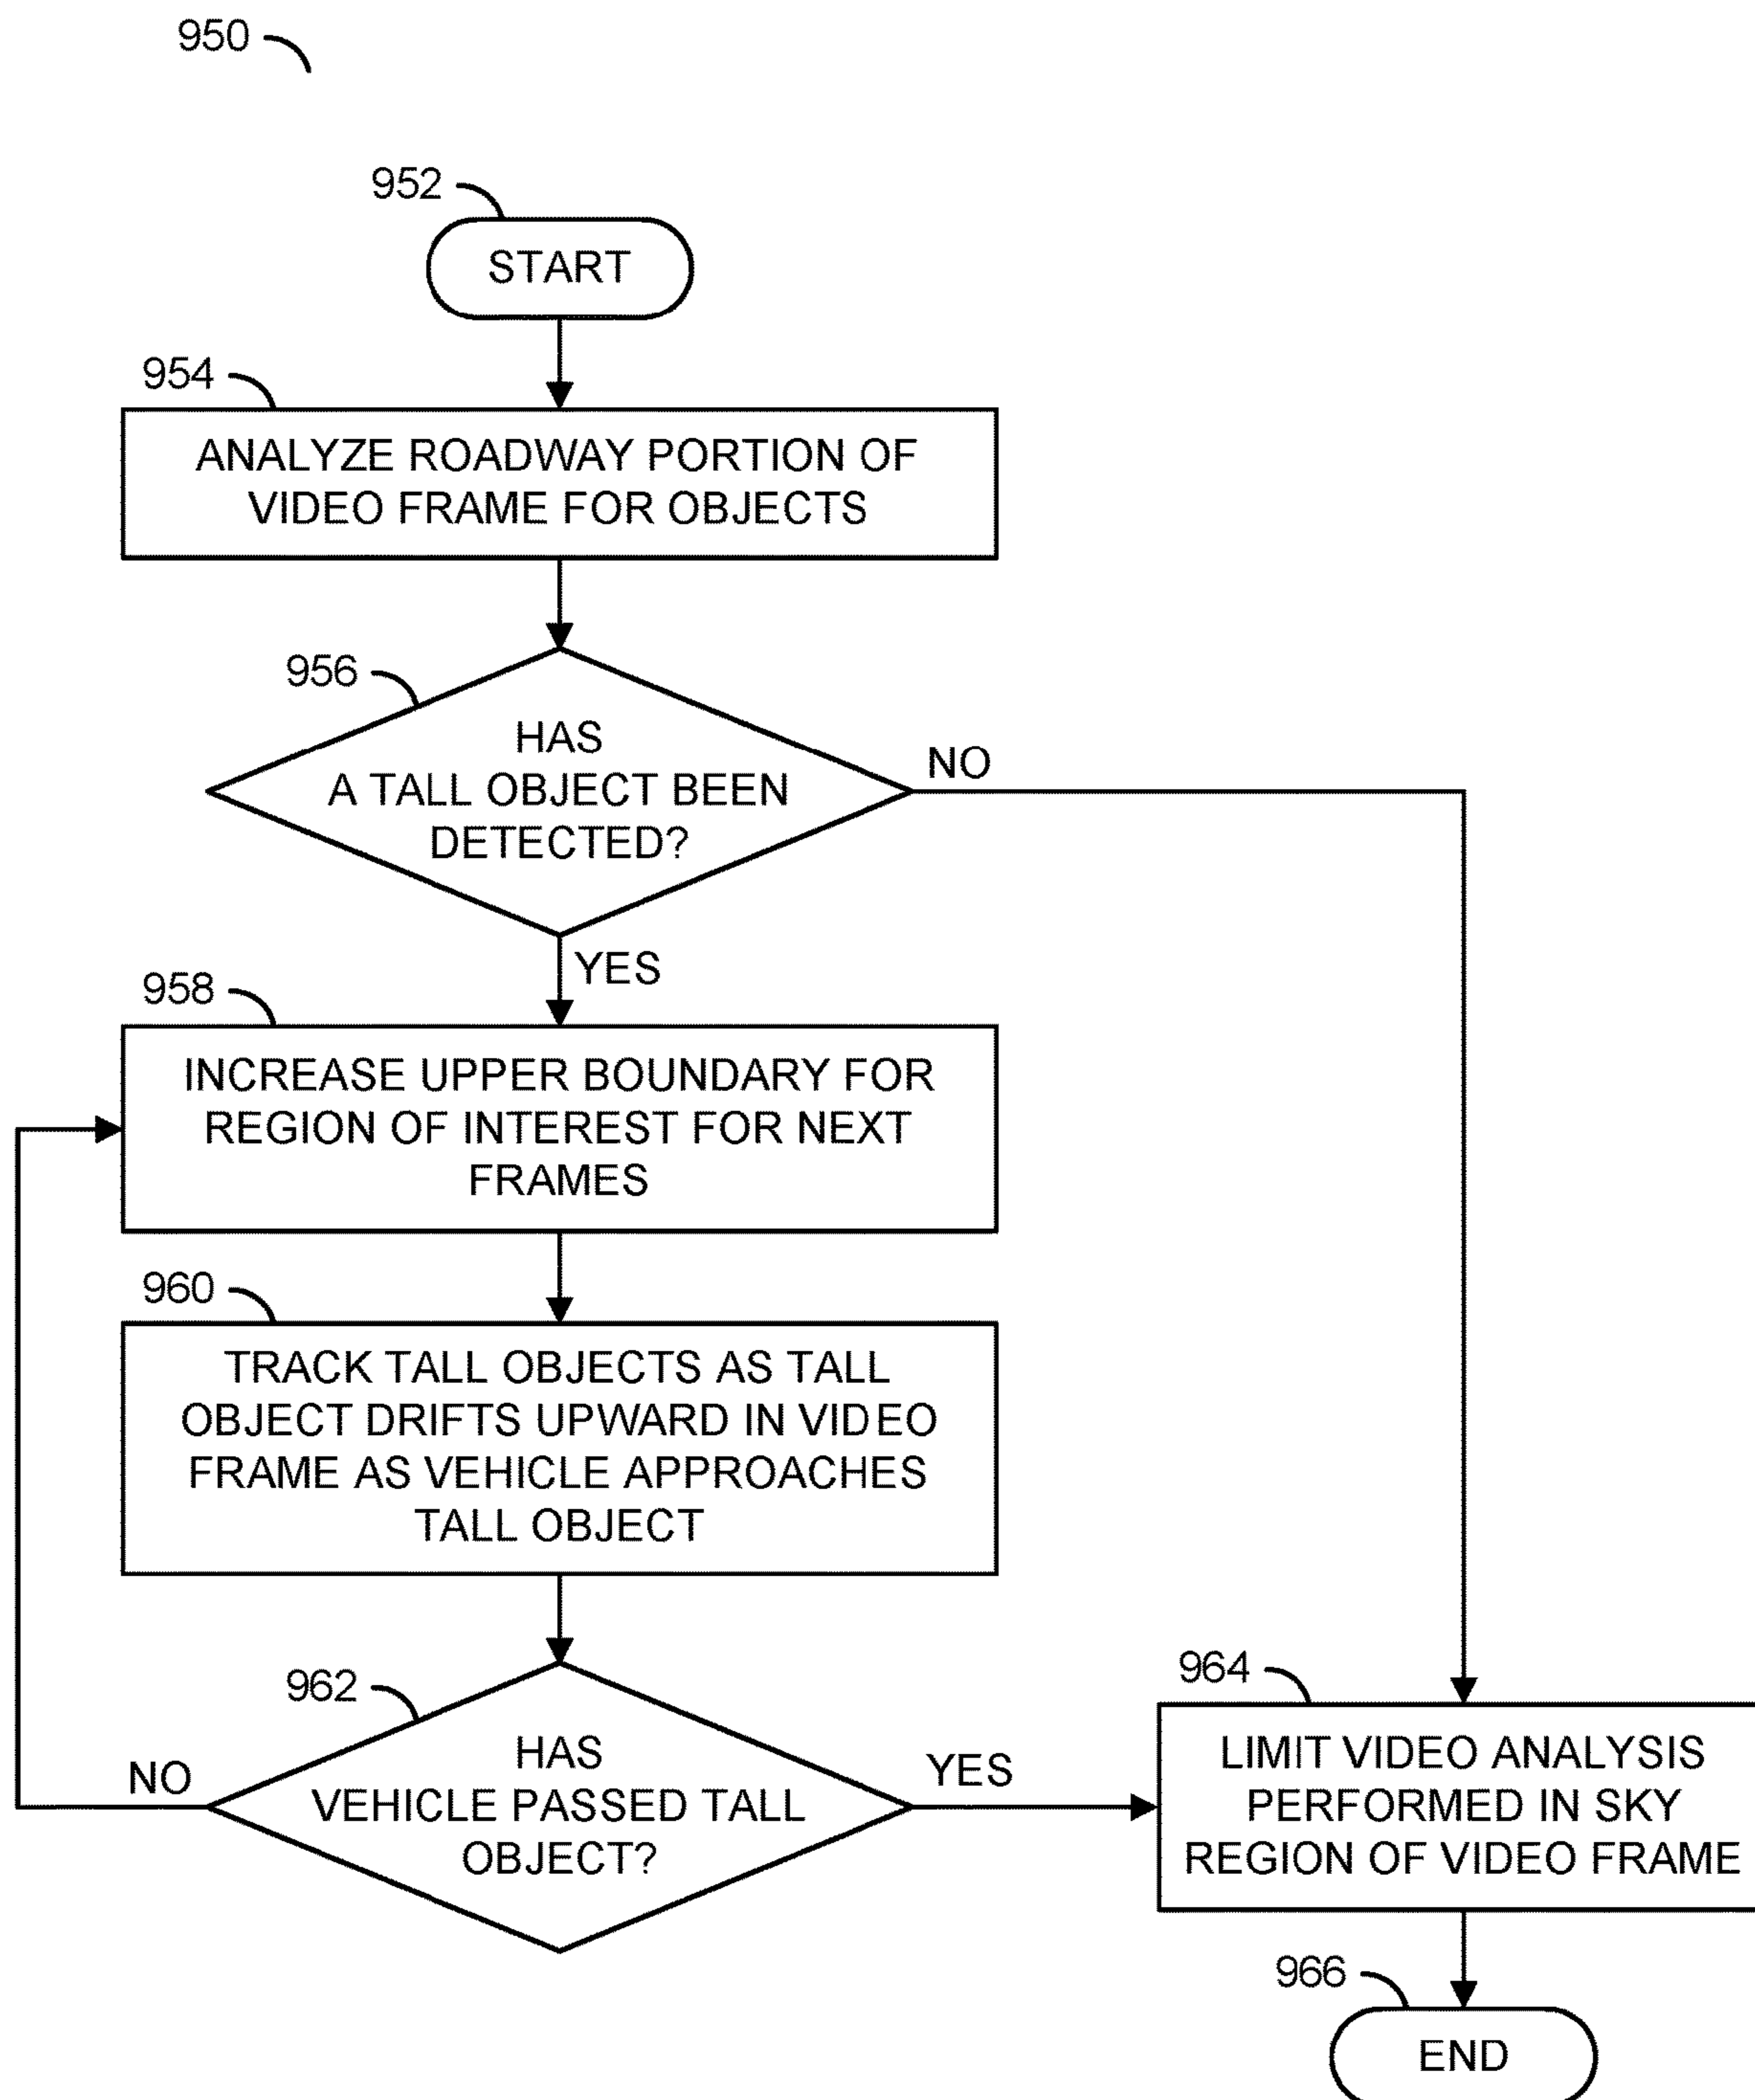 950
952
START
954
ANALYZE ROADWAY PORTION OF
VIDEO FRAME FOR OBJECTS
956
HAS
A TALL OBJECT BEEN
DETECTED?
NO
YES
958
INCREASE UPPER BOUNDARY FOR
REGION OF INTEREST FOR NEXT
FRAMES
960
TRACK TALL OBJECTS AS TALL
OBJECT DRIFTS UPWARD IN VIDEO
FRAME AS VEHICLE APPROACHES
TALL OBJECT
962
HAS
VEHICLE PASSED TALL
OBJECT?
NO
YES
964
LIMIT VIDEO ANALYSIS
PERFORMED IN SKY
REGION OF VIDEO FRAME
966
END